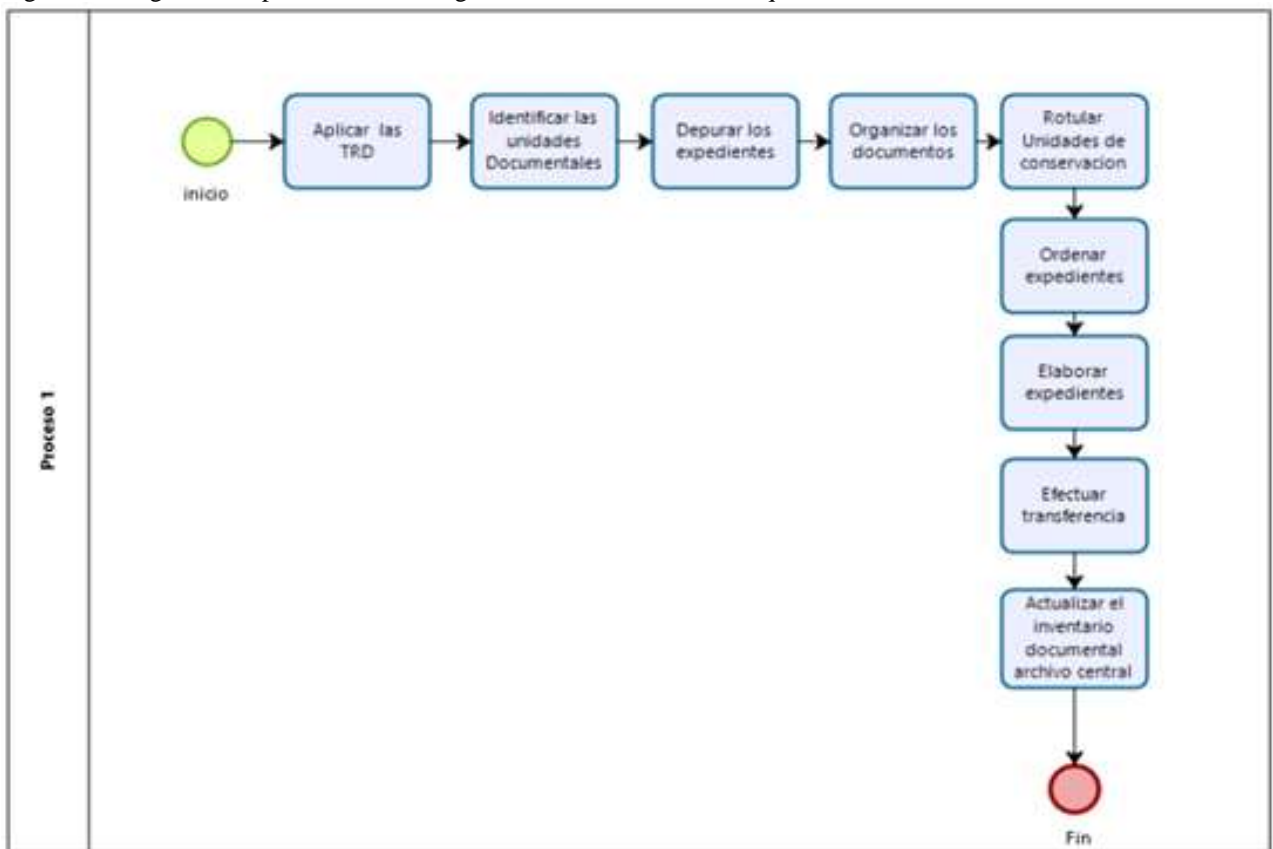 Proceso 1
inicio
Aplicar las
TRD
Identificar las
unidades
Documentales
Depurar los
expedientes
Organizar los
documentos
Rotular
Unidades de
conservacion
Ordenar
expedientes
Elaborar
expedientes
Efectuar
transferencia
Actualizar el
inventario
documental
archivo central
Fin